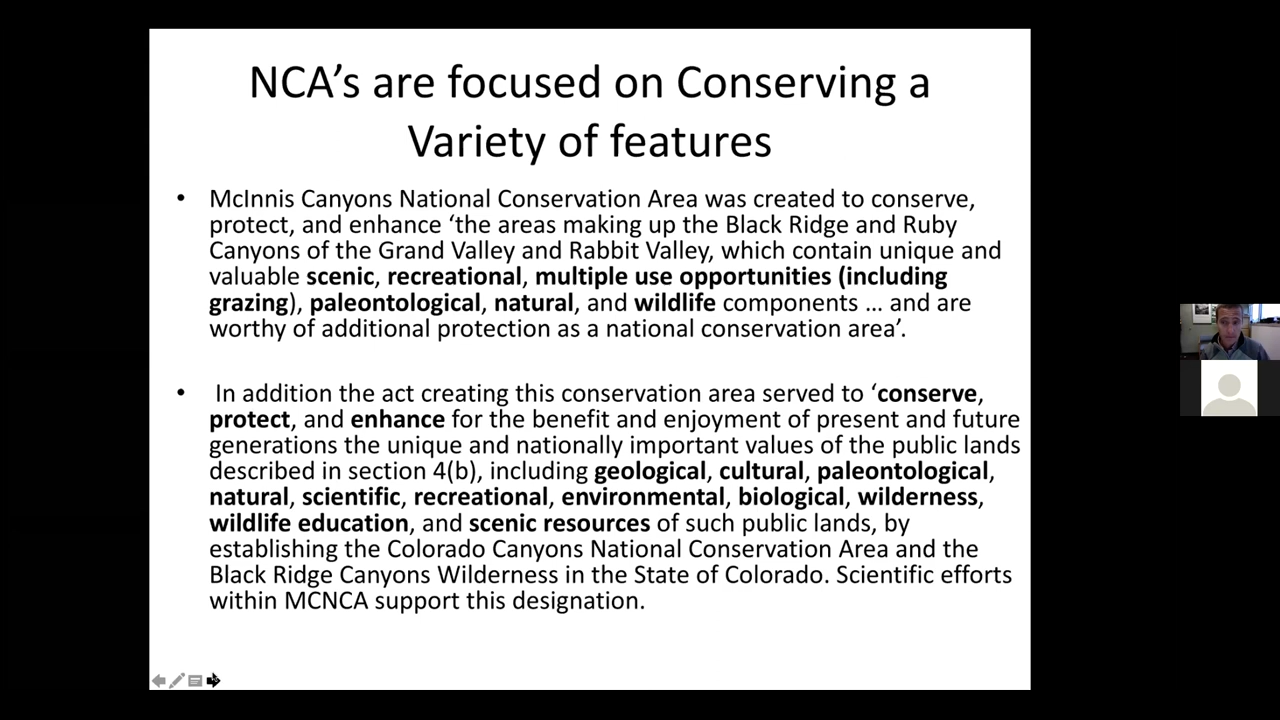 NCA’s are focused on Conserving a
Variety of features
• McInnis Canyons National Conservation Area was created to conserve,
protect, and enhance ‘the areas making up the Black Ridge and Ruby
Canyons of the Grand Valley and Rabbit Valley, which contain unique and
valuable scenic, recreational, multiple use opportunities (including
grazing), paleontological, natural, and wildlife components … and are
worthy of additional protection as a national conservation area’.
• In addition the act creating this conservation area served to ‘conserve,
protect, and enhance for the benefit and enjoyment of present and future
generations the unique and nationally important values of the public lands
described in section 4(b), including geological, cultural, paleontological,
natural, scientific, recreational, environmental, biological, wilderness,
wildlife education, and scenic resources of such public lands, by
establishing the Colorado Canyons National Conservation Area and the
Black Ridge Canyons Wilderness in the State of Colorado. Scientific efforts
within MCNCA support this designation.